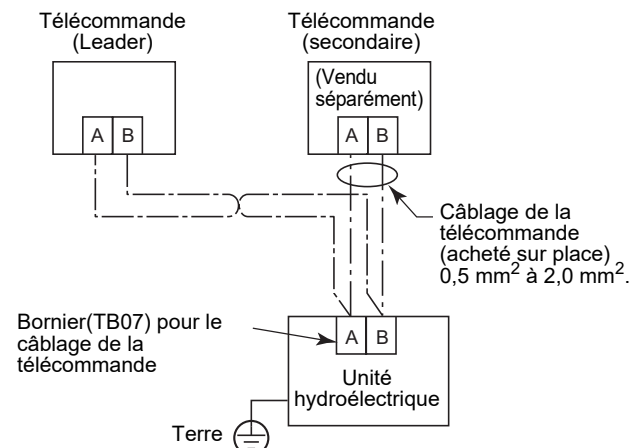 Télécommande
(Leader)
Télécommande
(secondaire)
(Vendu
séparément)
A B
A B
Câblage de la
télécommande
(acheté sur place)
0,5 mm² à 2,0 mm².
Bornier(TB07) pour le
câblage de la
télécommande
A B
Unité
hydroélectrique
Terre